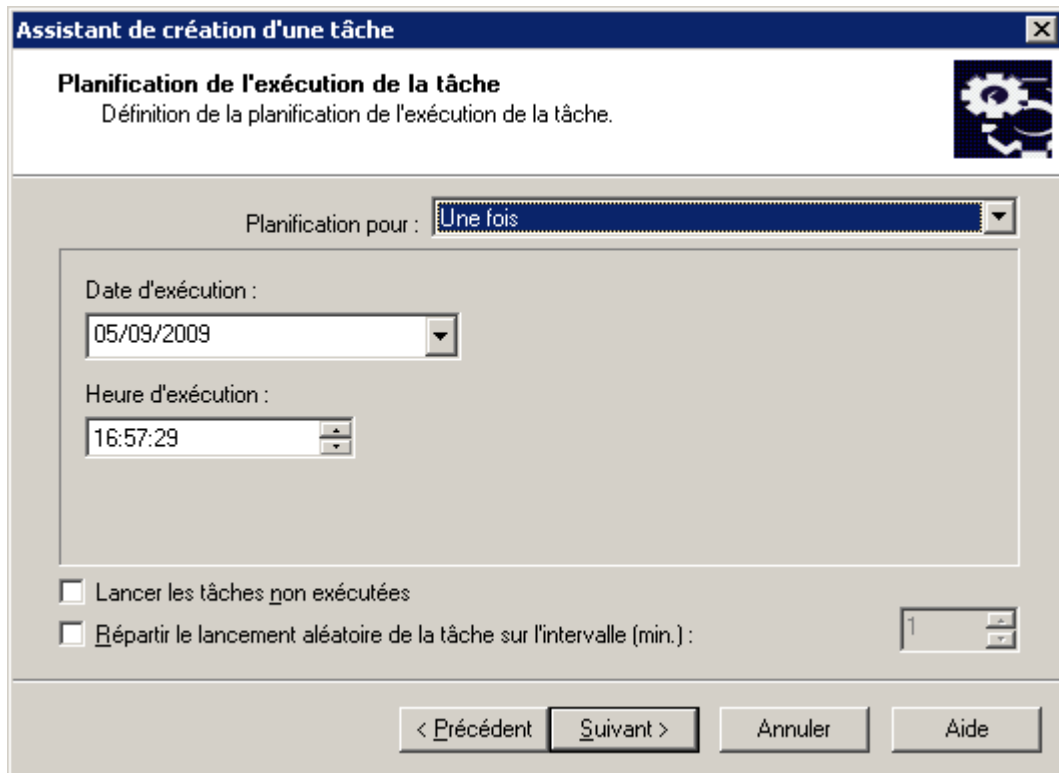 Assistant de création d'une tâche
Planification de l'exécution de la tâche
Définition de la planification de l'exécution de la tâche.
Planification pour : Une fois
Date d'exécution :
05/09/2009
Heure d'exécution :
16:57:29
Lancer les tâches non exécutées
Répartir le lancement aléatoire de la tâche sur l'intervalle (min.) : 1
< Précédent Suivant > Annuler Aide